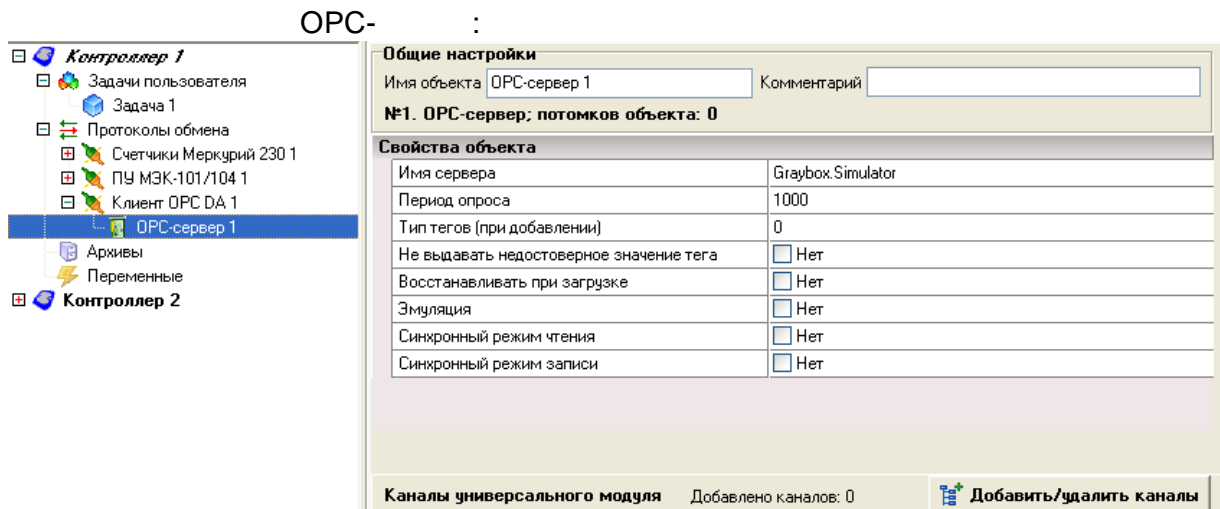 OPC- :
Контроллер 1
Задачи пользователя
Задача 1
Протоколы обмена
Счетчики Меркурий 230 1
ПУ МЭК-101/104 1
Клиент OPC DA 1
OPC-сервер 1
Архивы
Переменные
Контроллер 2
Общие настройки
Имя объекта OPC-сервер 1 Комментарий
№1. OPC-сервер; потомков объекта: 0
Свойства объекта
Имя сервера Graybox.Simulator
Период опроса 1000
Тип тегов (при добавлении) 0
Не выдавать недостоверное значение тега Нет
Восстанавливать при загрузке Нет
Эмуляция Нет
Синхронный режим чтения Нет
Синхронный режим записи Нет
Каналы универсального модуля Добавлено каналов: 0 Добавить/удалить каналы